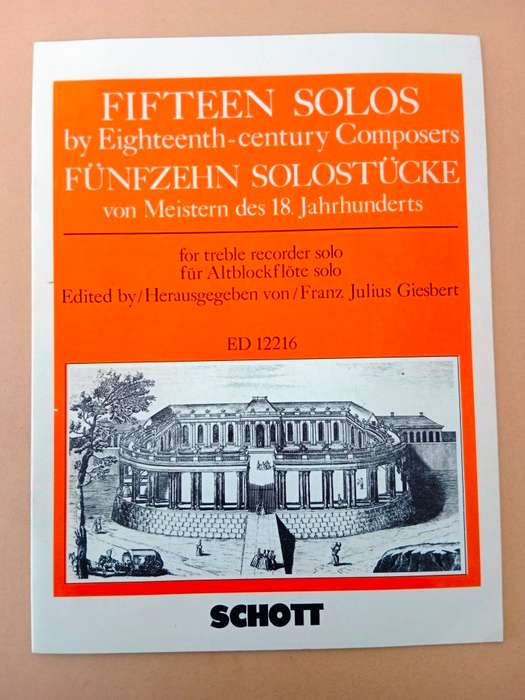 FIFTEEN SOLOS
by Eighteenth-century Composers
FÜNFZEHN SOLOSTÜCKE
von Meistern des 18. Jahrhunderts
for treble recorder solo
für Altblockflöte solo
Edited by/Herausgegeben von/Franz Julius Giesbert
ED 12216
SCHOTT